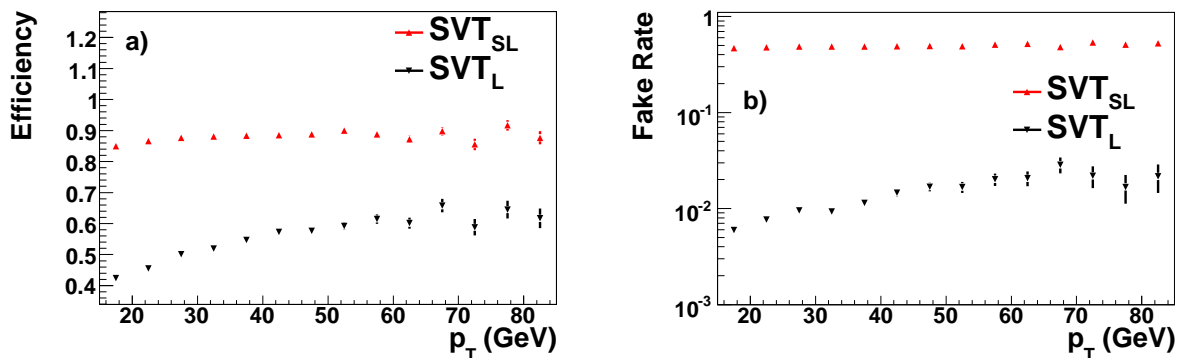 Efficiency
1.2
1.1
1
0.9
0.8
0.7
0.6
0.5
0.4
a)
SVT_SL
SVT_L
20 30 40 50 60 70 80
p_T (GeV)
Fake Rate
1
10^-1
10^-2
10^-3
b)
SVT_SL
SVT_L
20 30 40 50 60 70 80
p_T (GeV)